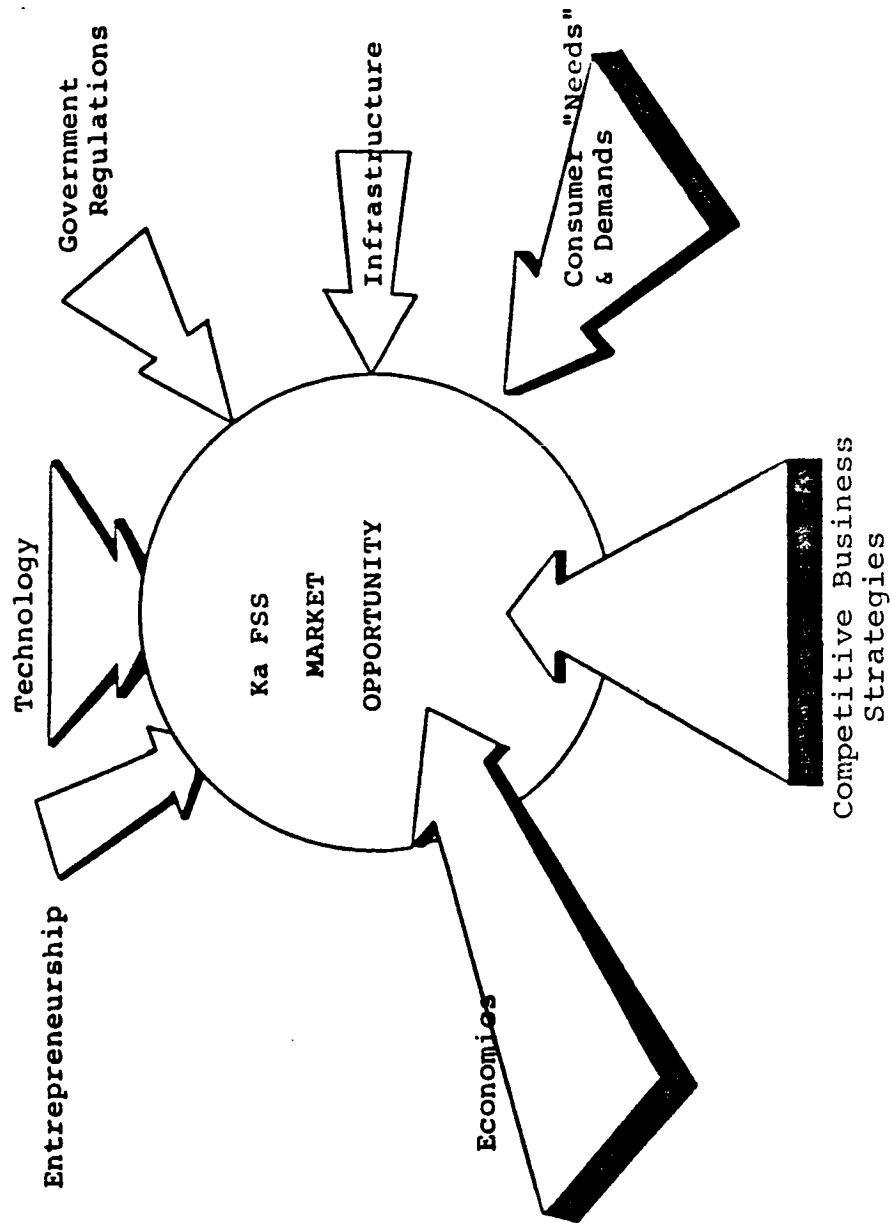 Technology
Entrepreneurship
Government
Regulations
Ka FSS
MARKET
OPPORTUNITY
Infrastructure
Economics
Consumer "Needs"
& Demands
Competitive Business
Strategies